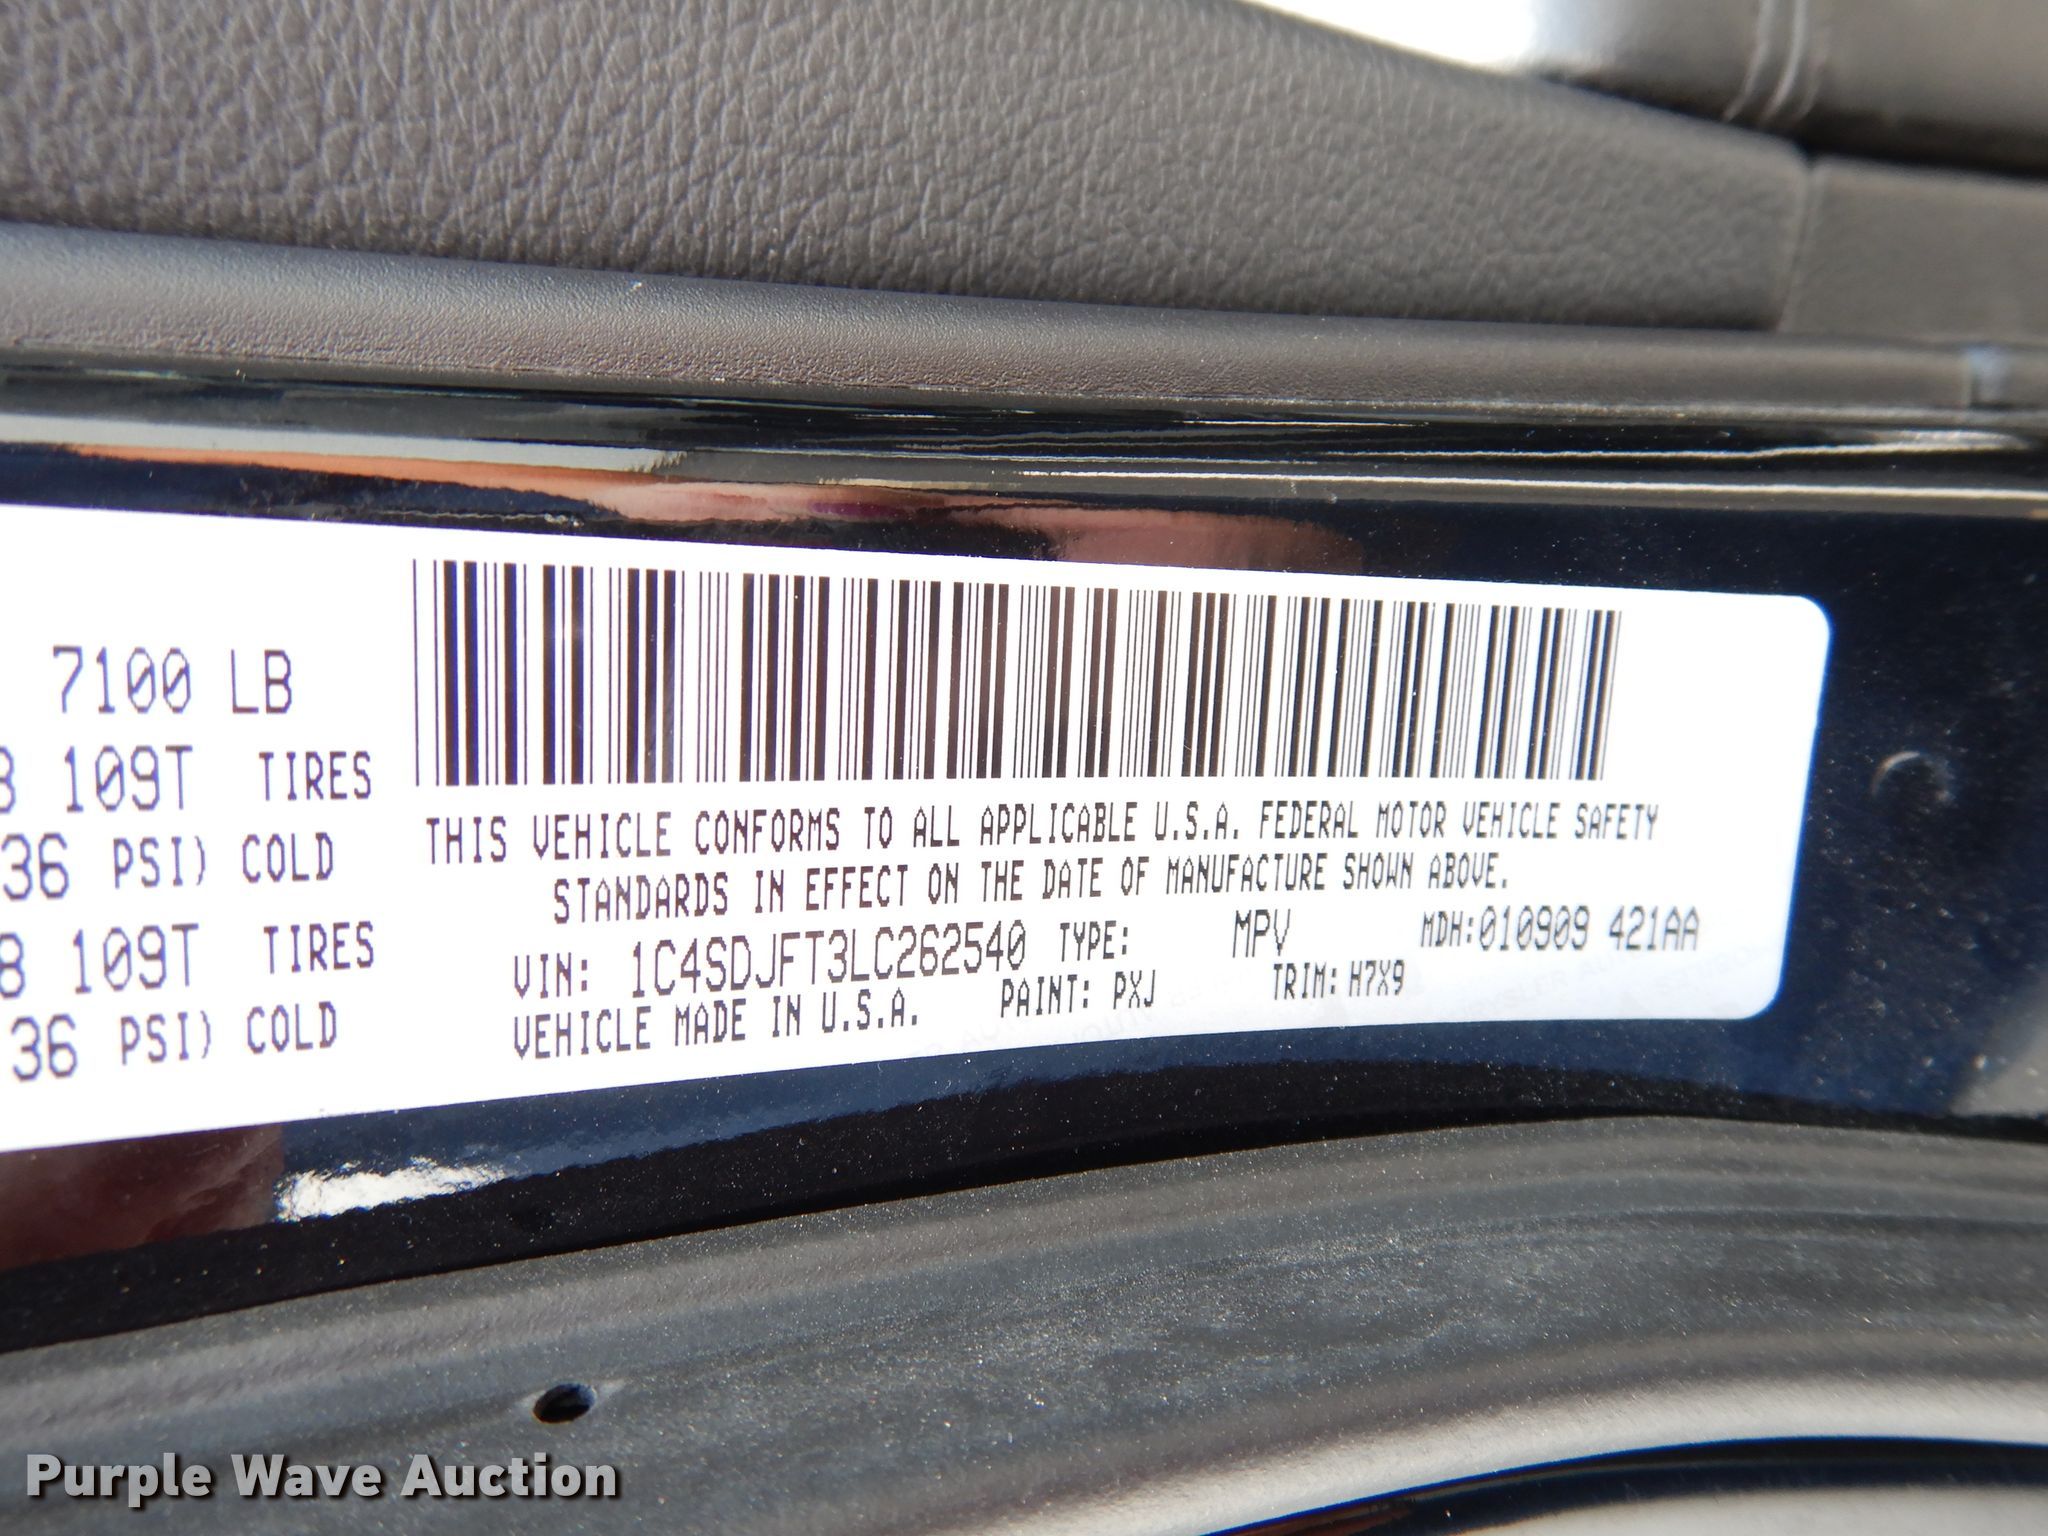 7100 LB
8 109T TIRES
36 PSI) COLD
8 109T TIRES
36 PSI) COLD
THIS VEHICLE CONFORMS TO ALL APPLICABLE U.S.A. FEDERAL MOTOR VEHICLE SAFETY
STANDARDS IN EFFECT ON THE DATE OF MANUFACTURE SHOWN ABOVE.
VIN: 1C4SDJFT3LC262540 TYPE: MPV MDH:010909 421AA
VEHICLE MADE IN U.S.A. PAINT: PXJ TRIM: H7X9
Purple Wave Auction